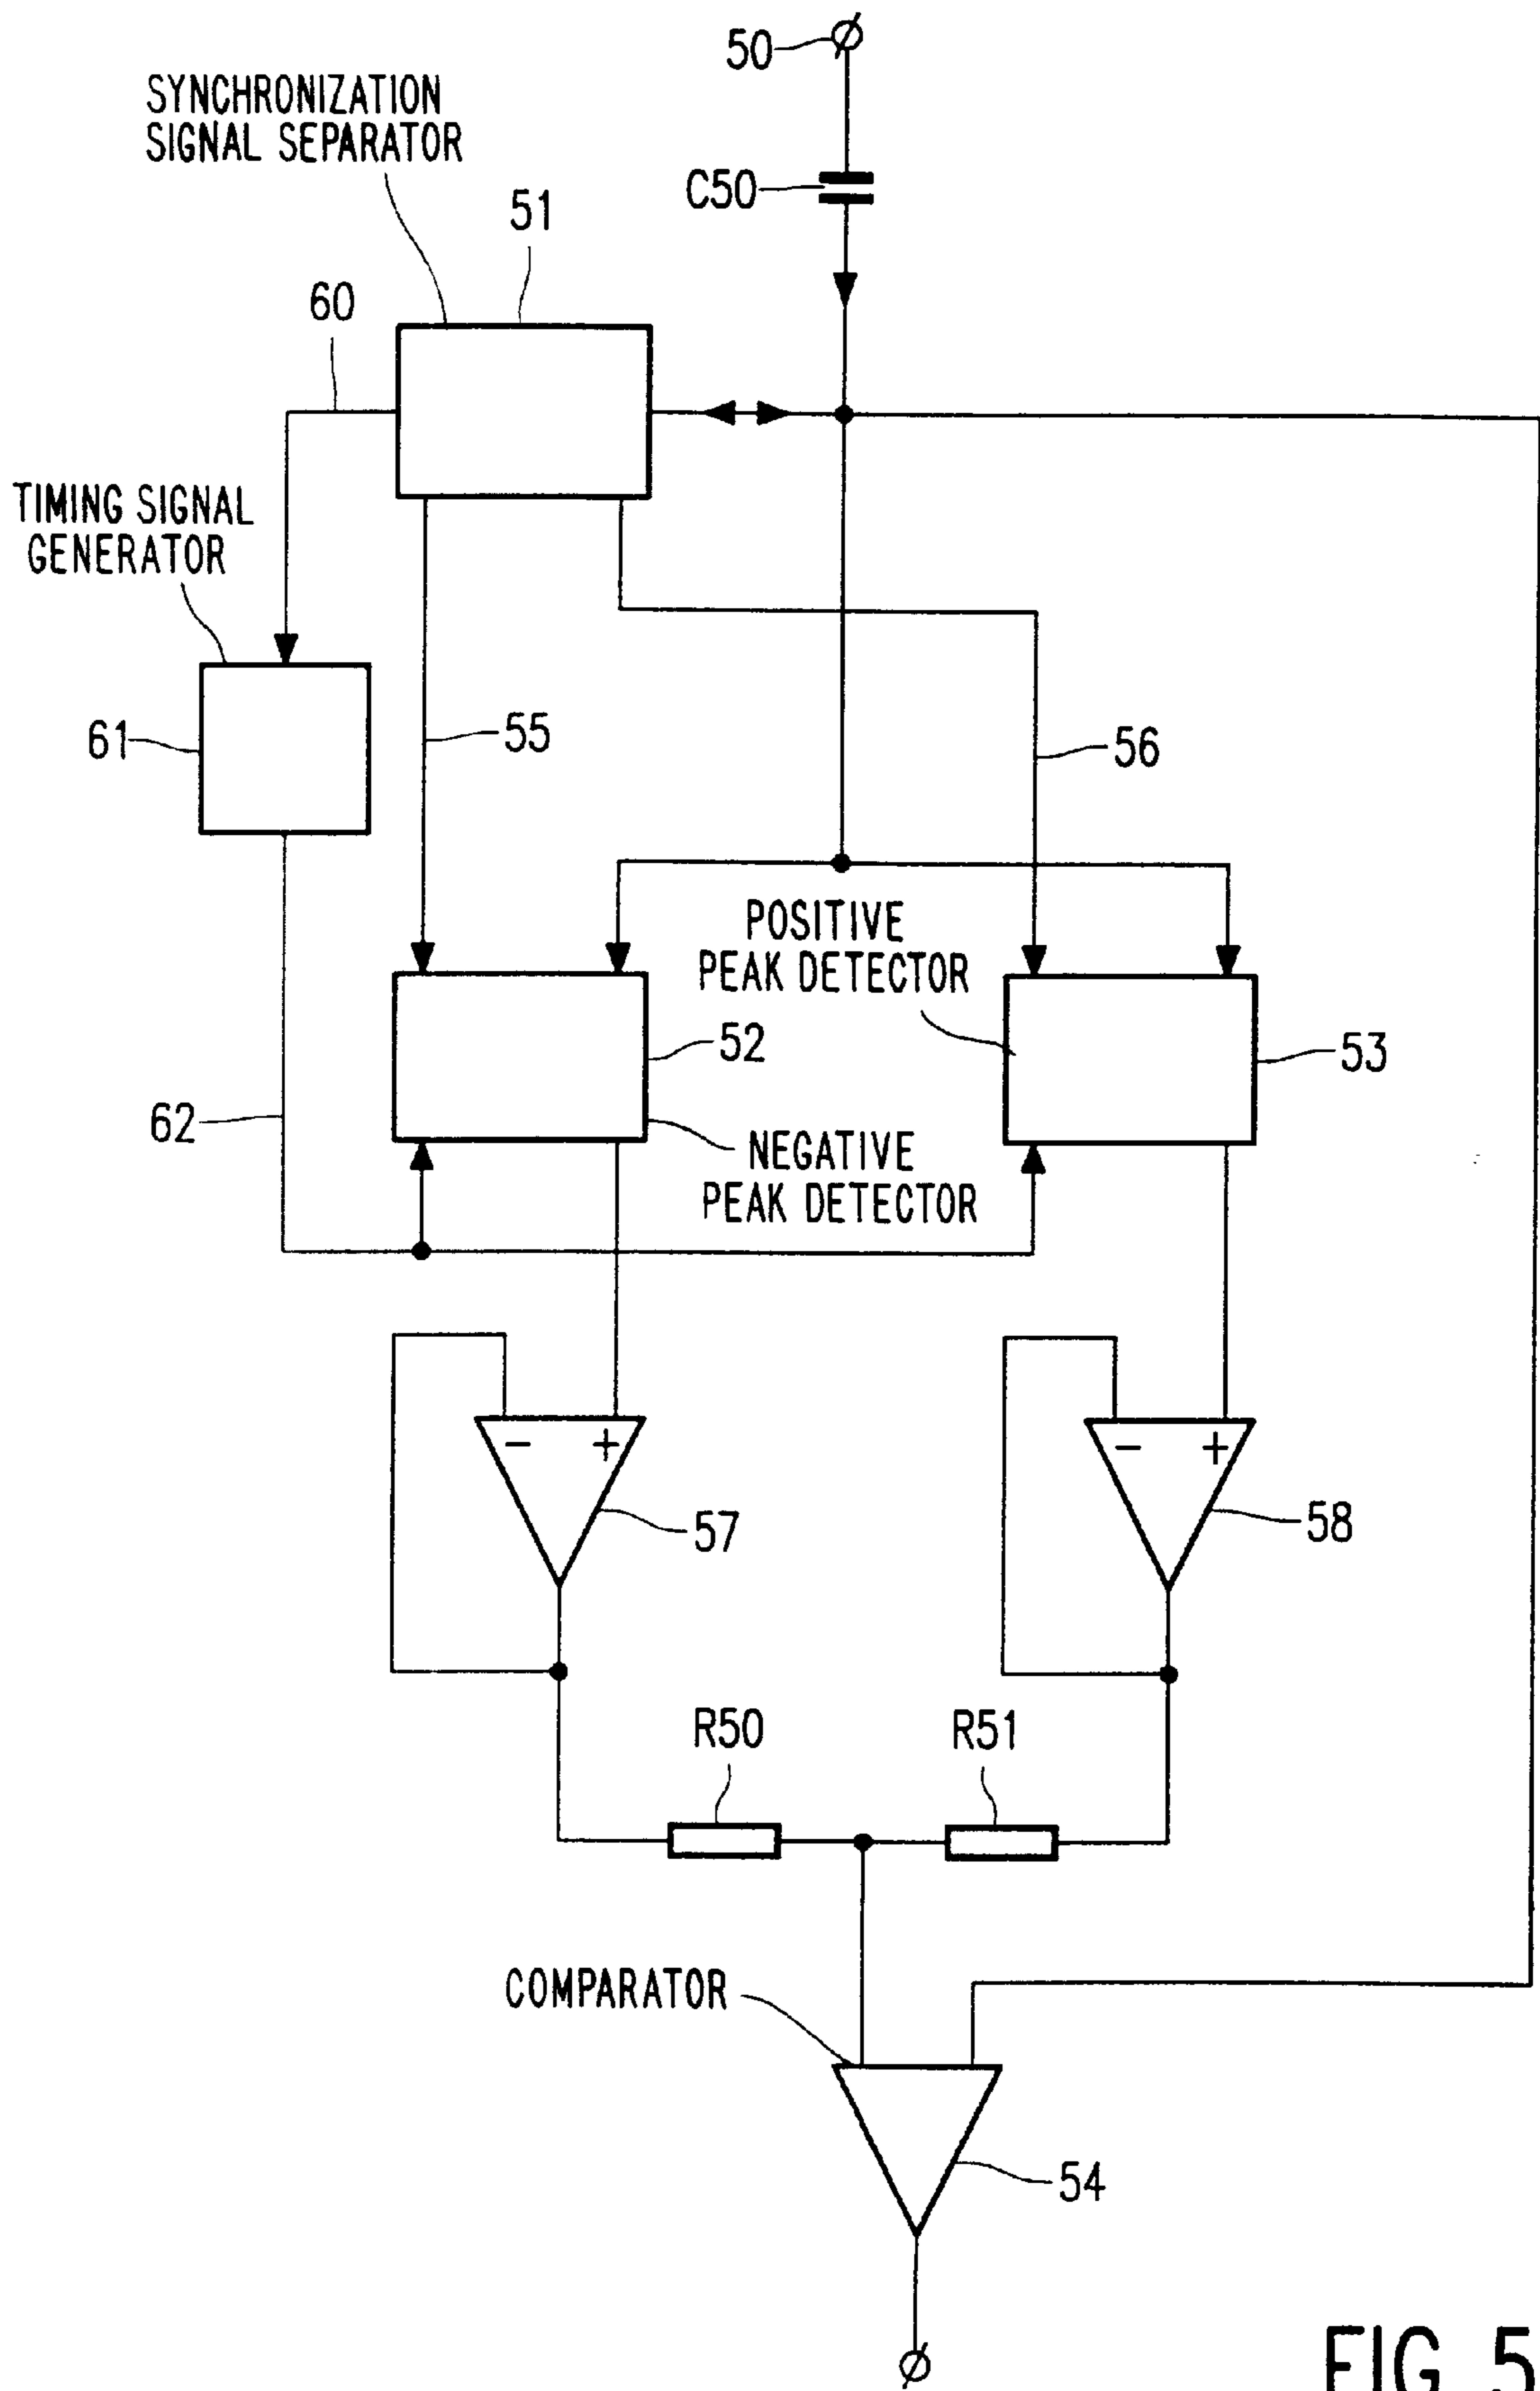 50
SYNCHRONIZATION
SIGNAL SEPARATOR
C50
51
60
TIMING SIGNAL
GENERATOR
61
55
56
POSITIVE
PEAK DETECTOR
52
53
62
NEGATIVE
PEAK DETECTOR
- +
- +
57
58
R50
R51
COMPARATOR
54
FIG. 5